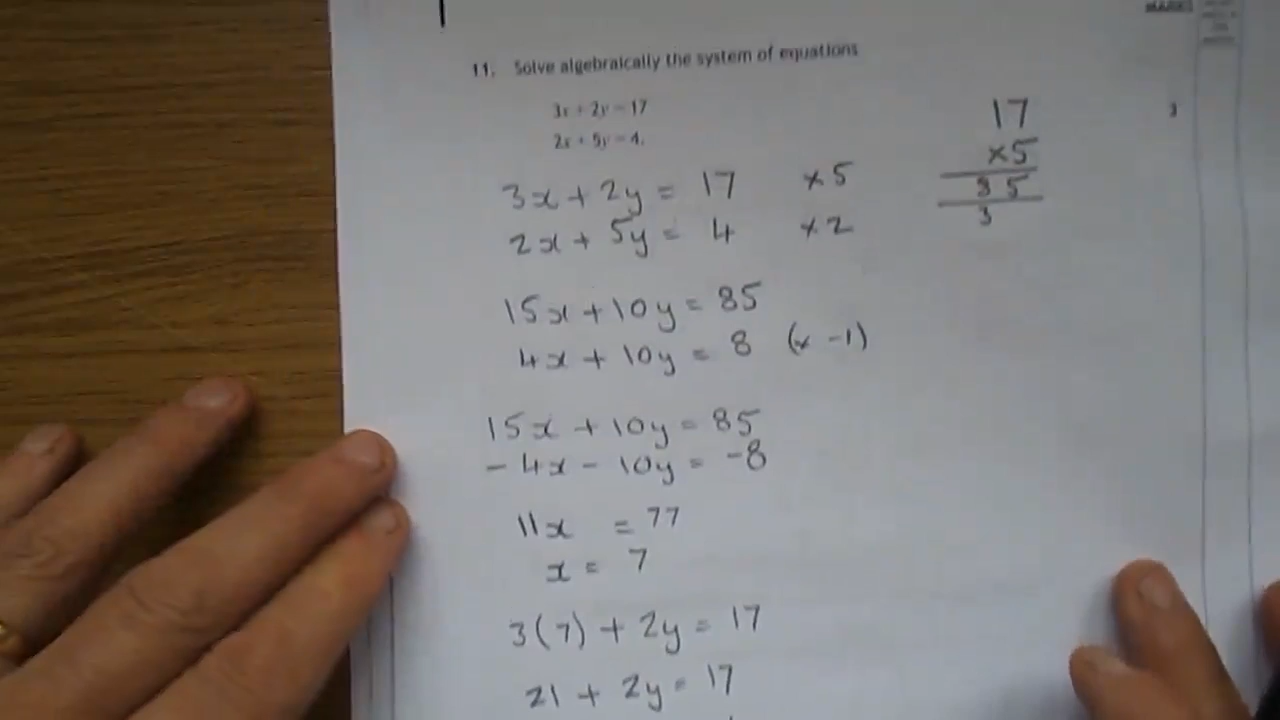 11. Solve algebraically the system of equations
3x + 2y = 17
2x + 5y = 4.
3
3x + 2y = 17 ×5
2x + 5y = 4 ×2
17
×5
85
3
15x + 10y = 85
4x + 10y = 8 (× -1)
15x + 10y = 85
- 4x - 10y = -8
11x = 77
x = 7
3(7) + 2y = 17
21 + 2y = 17